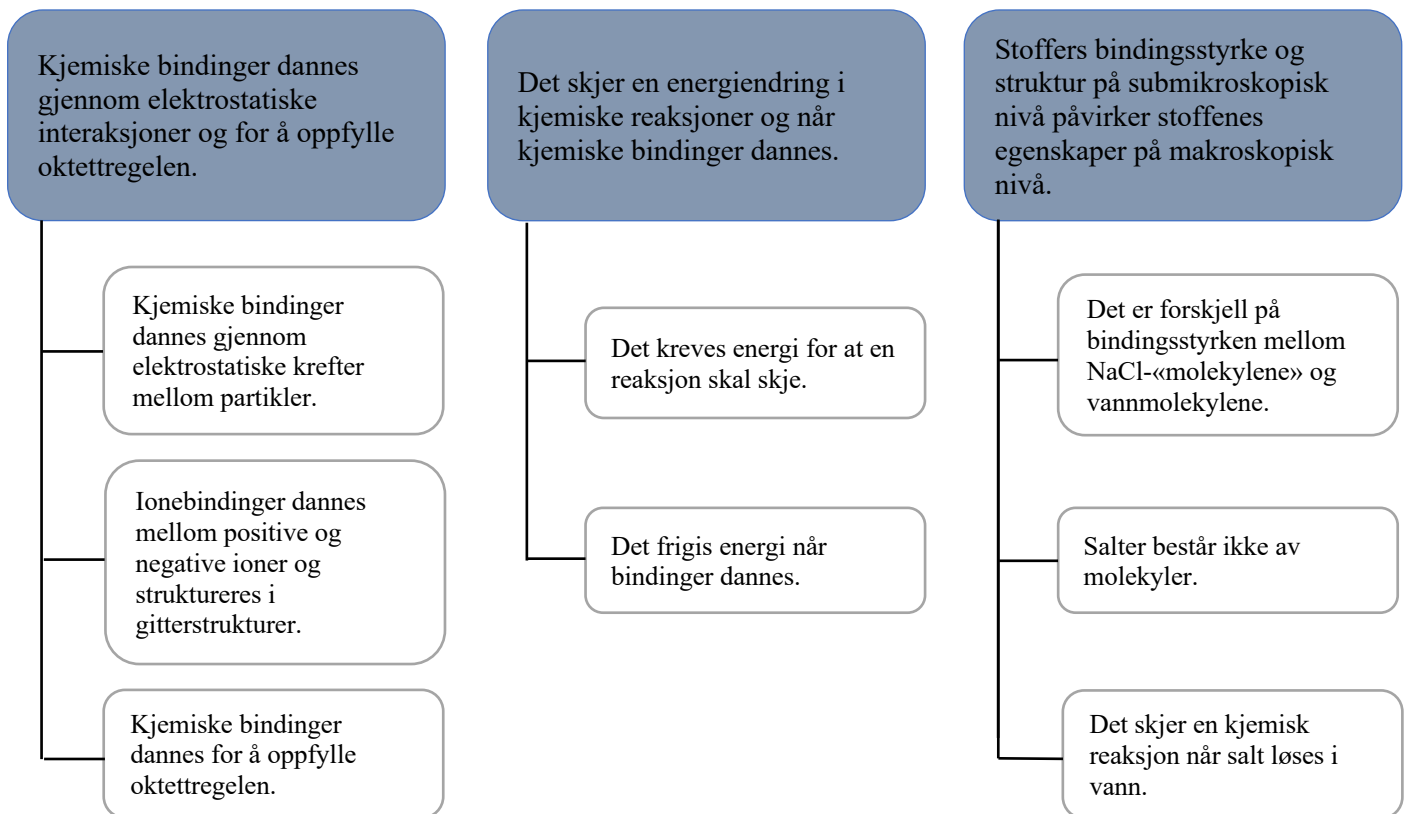 Kjemiske bindinger dannes
gjennom elektrostatiske
interaksjoner og for å oppfylle
oktettregelen.
Kjemiske bindinger
dannes gjennom
elektrostatiske krefter
mellom partikler.
Ionebindinger dannes
mellom positive og
negative ioner og
struktureres i
gitterstrukturer.
Kjemiske bindinger
dannes for å oppfylle
oktettregelen.
Det skjer en energiendring i
kjemiske reaksjoner og når
kjemiske bindinger dannes.
Det kreves energi for at en
reaksjon skal skje.
Det frigis energi når
bindinger dannes.
Stoffers bindingsstyrke og
struktur på submikroskopisk
nivå påvirker stoffenes
egenskaper på makroskopisk
nivå.
Det er forskjell på
bindingsstyrken mellom
NaCl-«molekylene» og
vannmolekylene.
Salter består ikke av
molekyler.
Det skjer en kjemisk
reaksjon når salt løses i
vann.